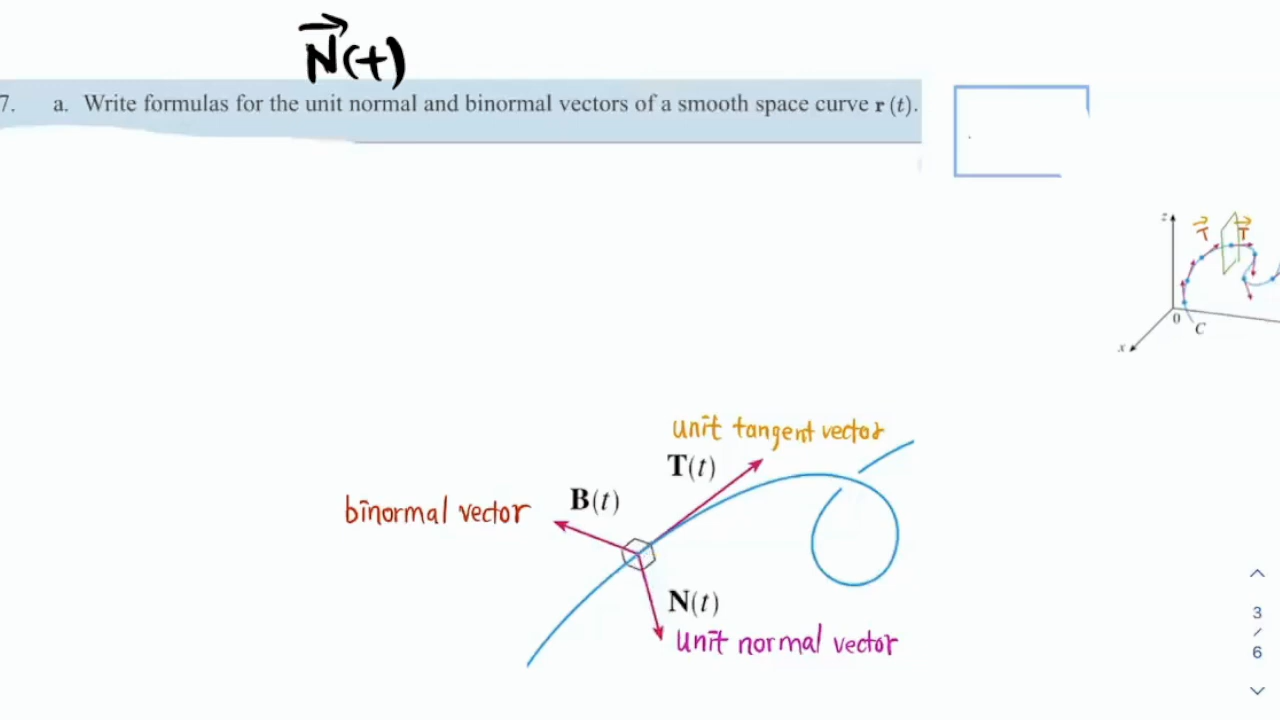 N(t)
7. a. Write formulas for the unit normal and binormal vectors of a smooth space curve r (t).
z
T T
0 C
x
unit tangent vector
T(t)
binormal vector B(t)
N(t)
unit normal vector
3
/
6